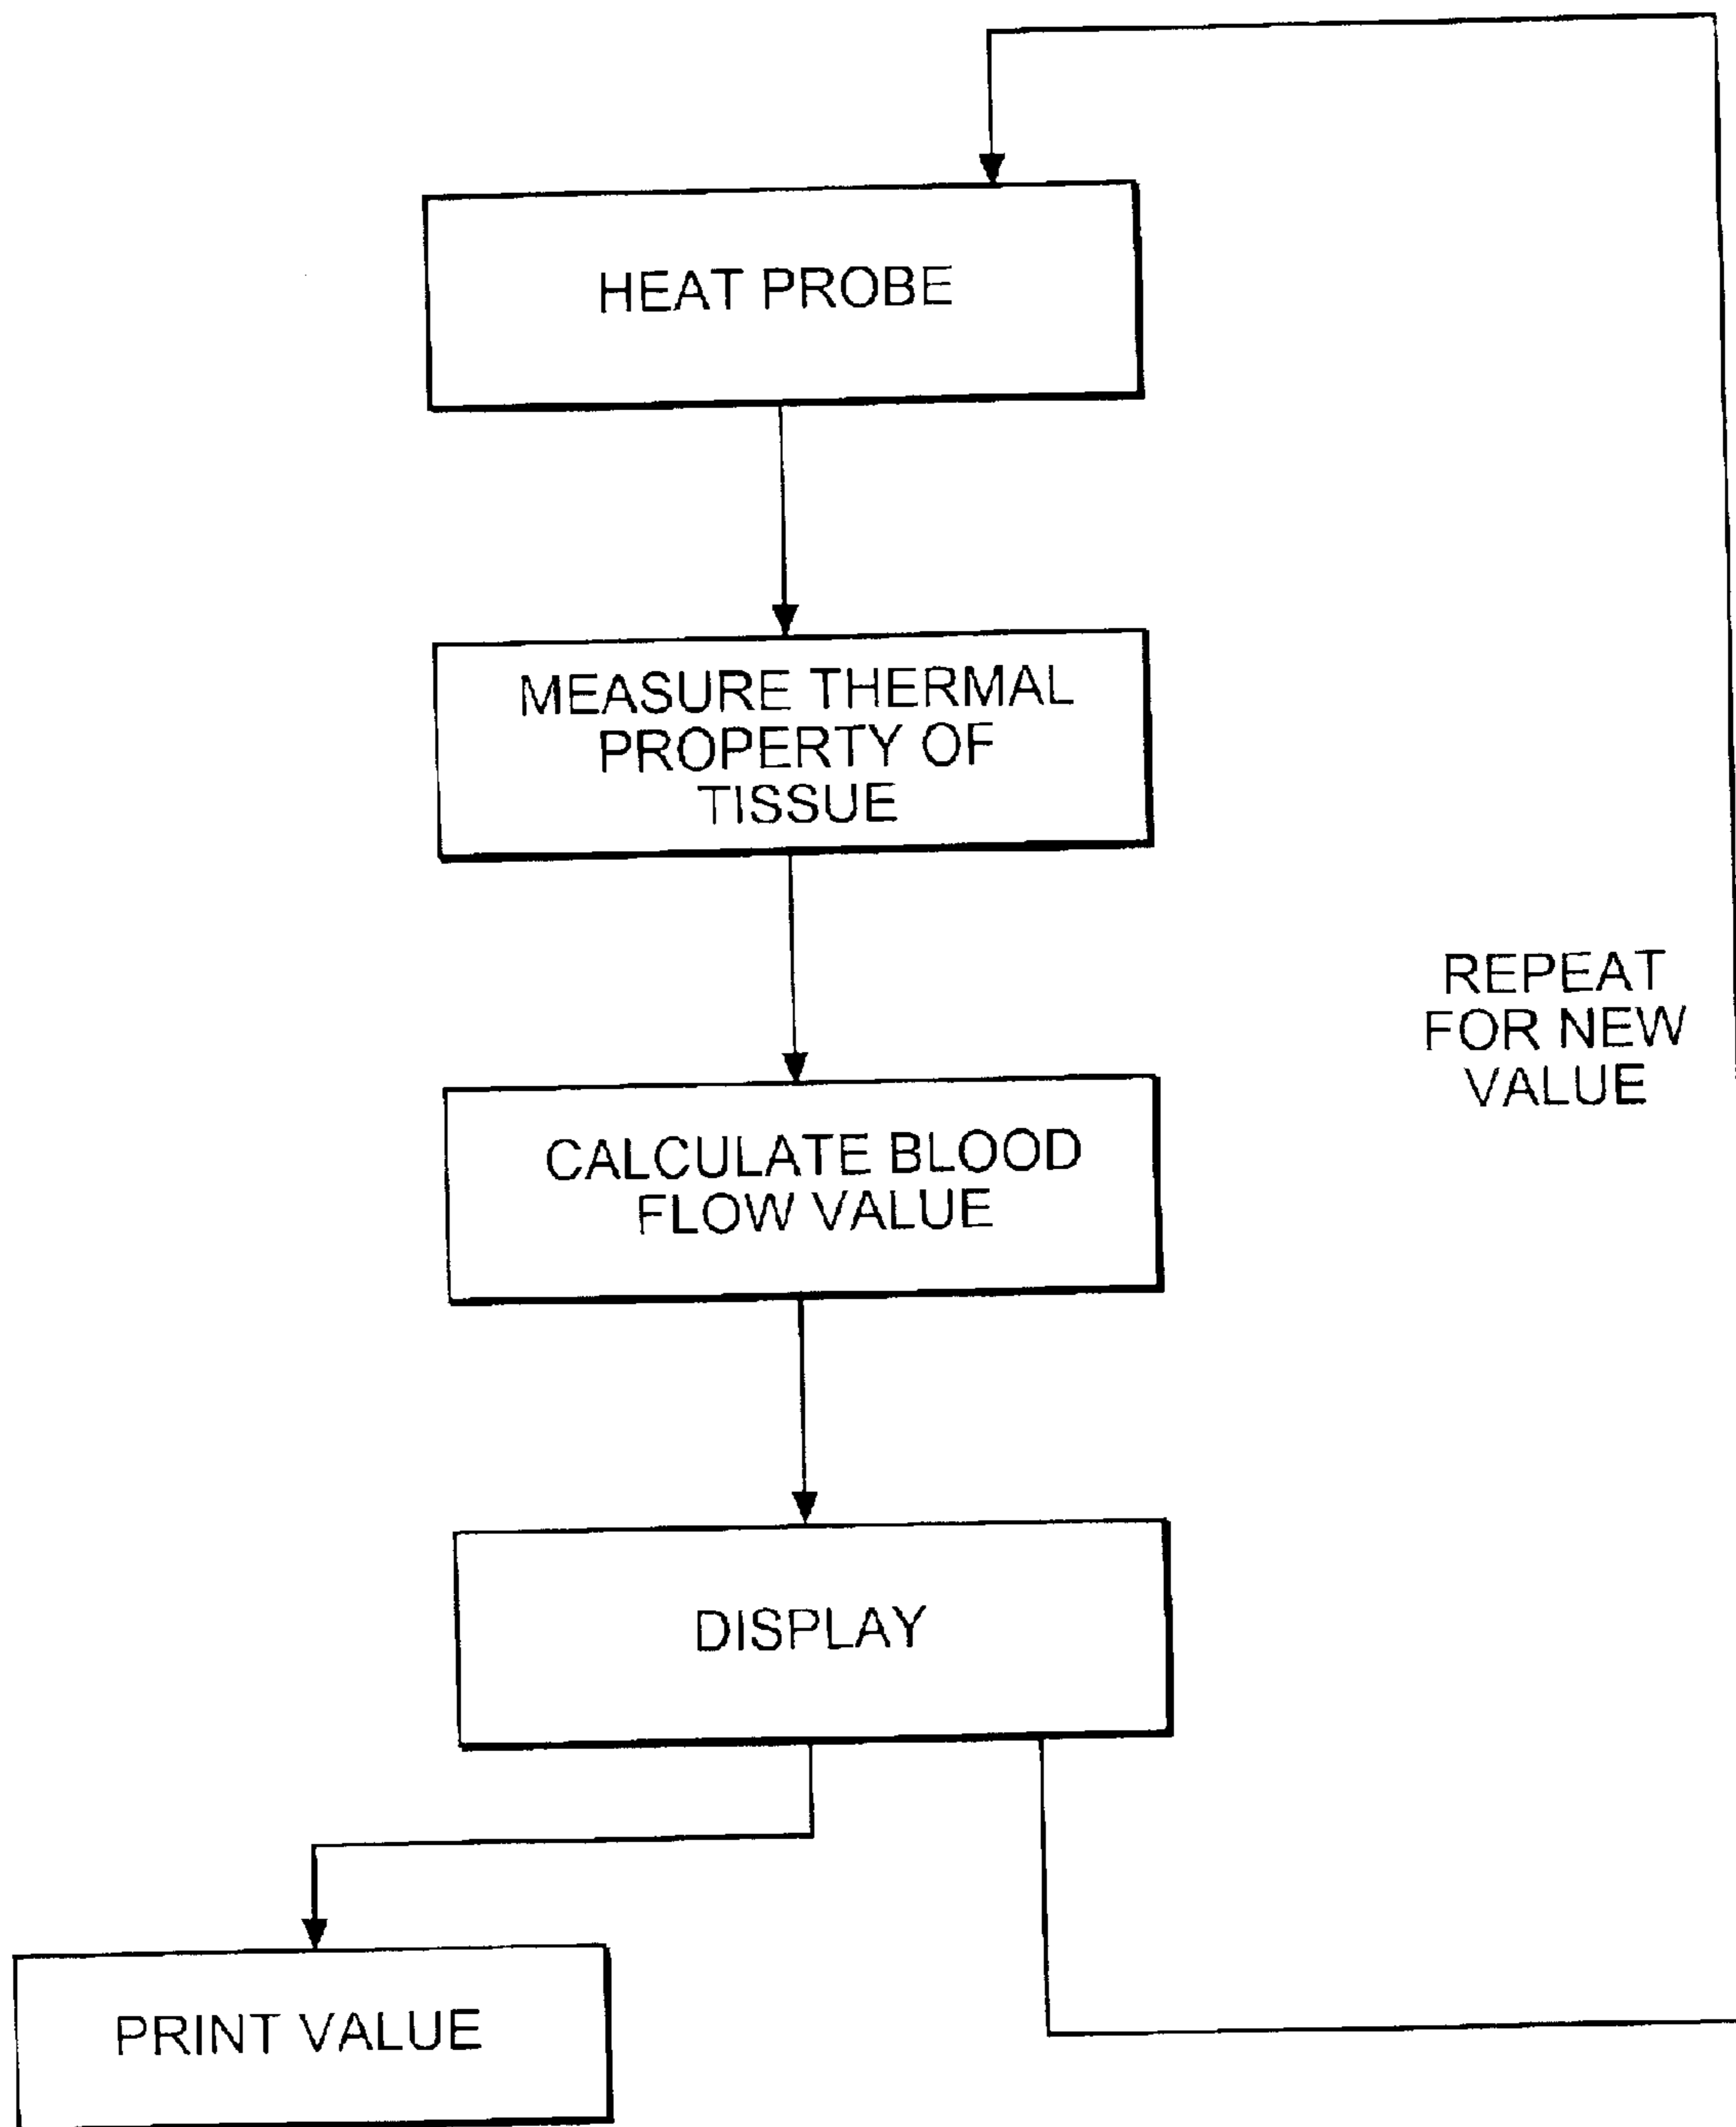 HEAT PROBE
MEASURE THERMAL
PROPERTY OF
TISSUE
REPEAT
FOR NEW
VALUE
CALCULATE BLOOD
FLOW VALUE
DISPLAY
PRINT VALUE